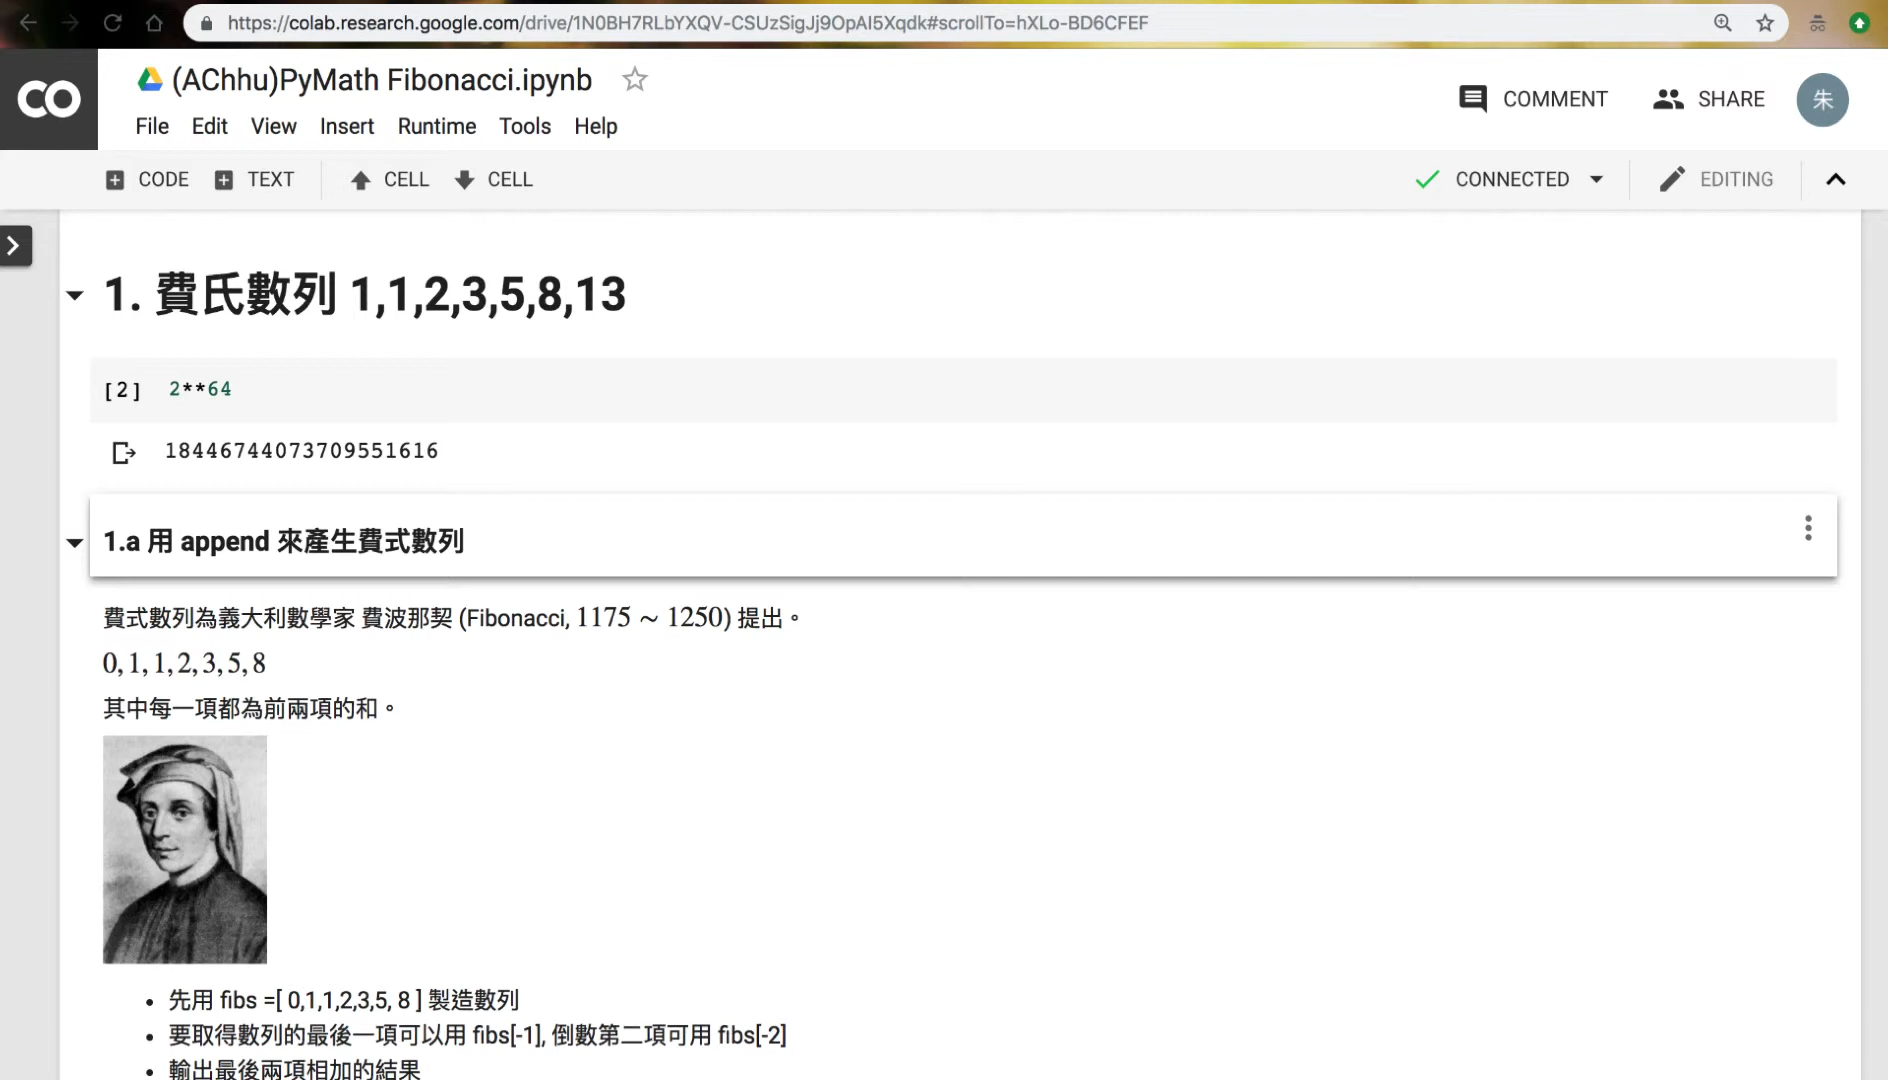 https://colab.research.google.com/drive/1N0BH7RLbYXQV-CSUzSigJj9OpAI5Xqdk#scrollTo=hXLo-BD6CFEF
CO
(AChhu)PyMath Fibonacci.ipynb
COMMENT SHARE 朱
File Edit View Insert Runtime Tools Help
CODE TEXT CELL CELL CONNECTED EDITING
1. 費氏數列 1,1,2,3,5,8,13
[2] 2**64
18446744073709551616
1.a 用 append 來產生費式數列
費式數列為義大利數學家 費波那契 (Fibonacci, 1175 ~ 1250) 提出。
0, 1, 1, 2, 3, 5, 8
其中每一項都為前兩項的和。
• 先用 fibs =[ 0,1,1,2,3,5, 8 ] 製造數列
• 要取得數列的最後一項可以用 fibs[-1], 倒數第二項可用 fibs[-2]
• 輸出最後兩項相加的結果